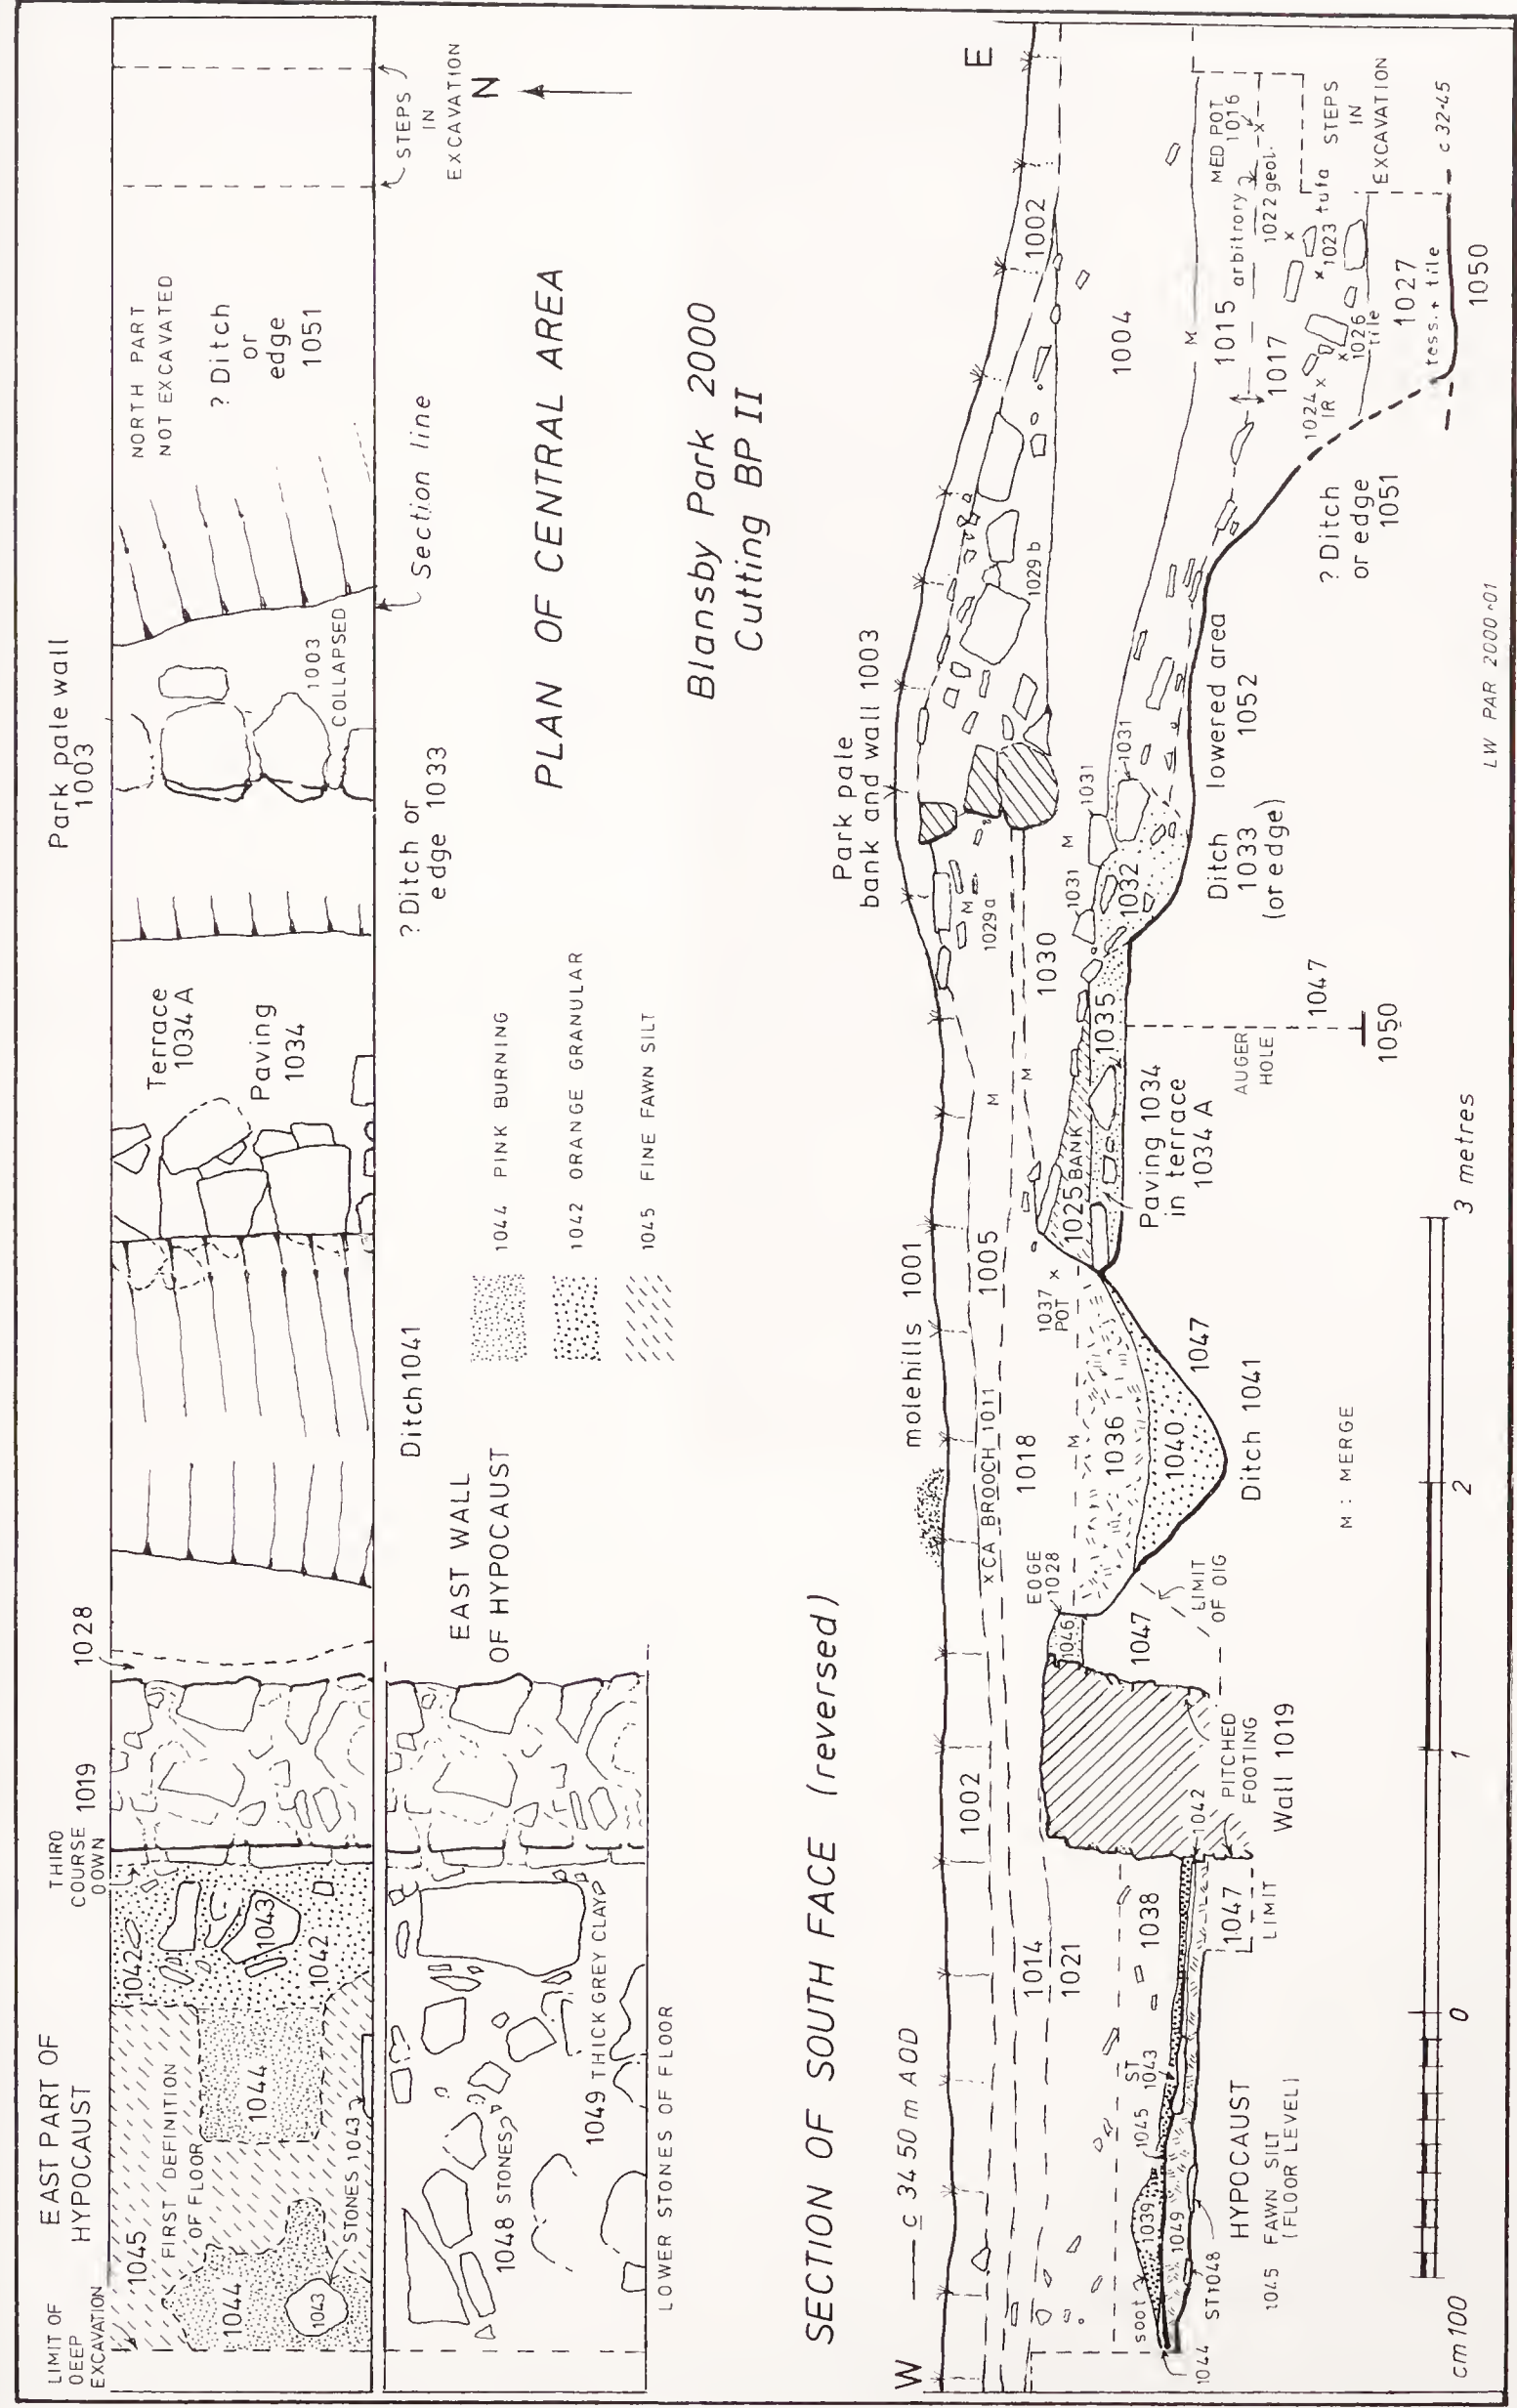 LIMIT OF
DEEP
EXCAVATION
EAST PART OF
HYPOCAUST
THIRD
COURSE 1019
DOWN
1028
Park pale wall
1003
1045
FIRST DEFINITION
OF FLOOR
1044
1044
1043
STONES 1043
1042
1043
1042
Terrace
1034 A
Paving
1034
1003
COLLAPSED
NORTH PART
NOT EXCAVATED
? Ditch
or
edge
1051
STEPS
IN
EXCAVATION
N
Section line
? Ditch or
edge 1033
Ditch 1041
EAST WALL
OF HYPOCAUST
1048 STONES
1049 THICK GREY CLAY
LOWER STONES OF FLOOR
1044 PINK BURNING
1042 ORANGE GRANULAR
1045 FINE FAWN SILT
PLAN OF CENTRAL AREA
Blansby Park 2000
Cutting BP II
SECTION OF SOUTH FACE (reversed)
W
c 34 50 m AOD
molehills 1001
Park pale
bank and wall 1003
E
1002
1002
xCA BROOCH 1011
1005
M
M
1029a
1029b
1014
1021
1018
1030
1004
EDGE
1028
1046
1037 x
POT
1025 BANK
1035
1031
M
1031
1031
1032
M
MED POT
1016
1015
arbitrory
1017
1022 geol.
x
1023 tufa
1024 x
IR
1026
tile
1027
tess. + tile
c 32·45
1050
STEPS
IN
EXCAVATION
soot
1039
1045
ST
1043
1038
1042
1049
1044
ST 1048
HYPOCAUST
1045 FAWN SILT
(FLOOR LEVEL)
1047
LIMIT
PITCHED
FOOTING
Wall 1019
1047
LIMIT
OF DIG
M
1036
1040
1047
Ditch 1041
Paving 1034
in terrace
1034 A
AUGER
HOLE
1047
1050
Ditch
1033
(or edge)
lowered area
1052
? Ditch
or edge
1051
M : MERGE
LW PAR 2000-01
cm 100
0
1
2
3 metres